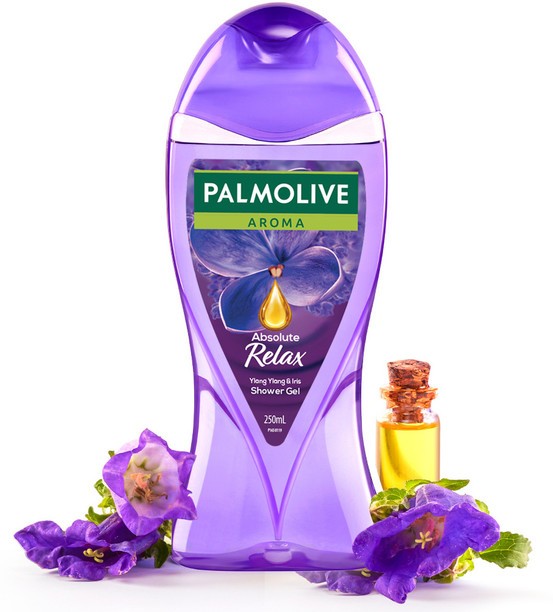 PALMOLIVE
AROMA
Absolute
Relax
Ylang Ylang & Iris
Shower Gel
250mL